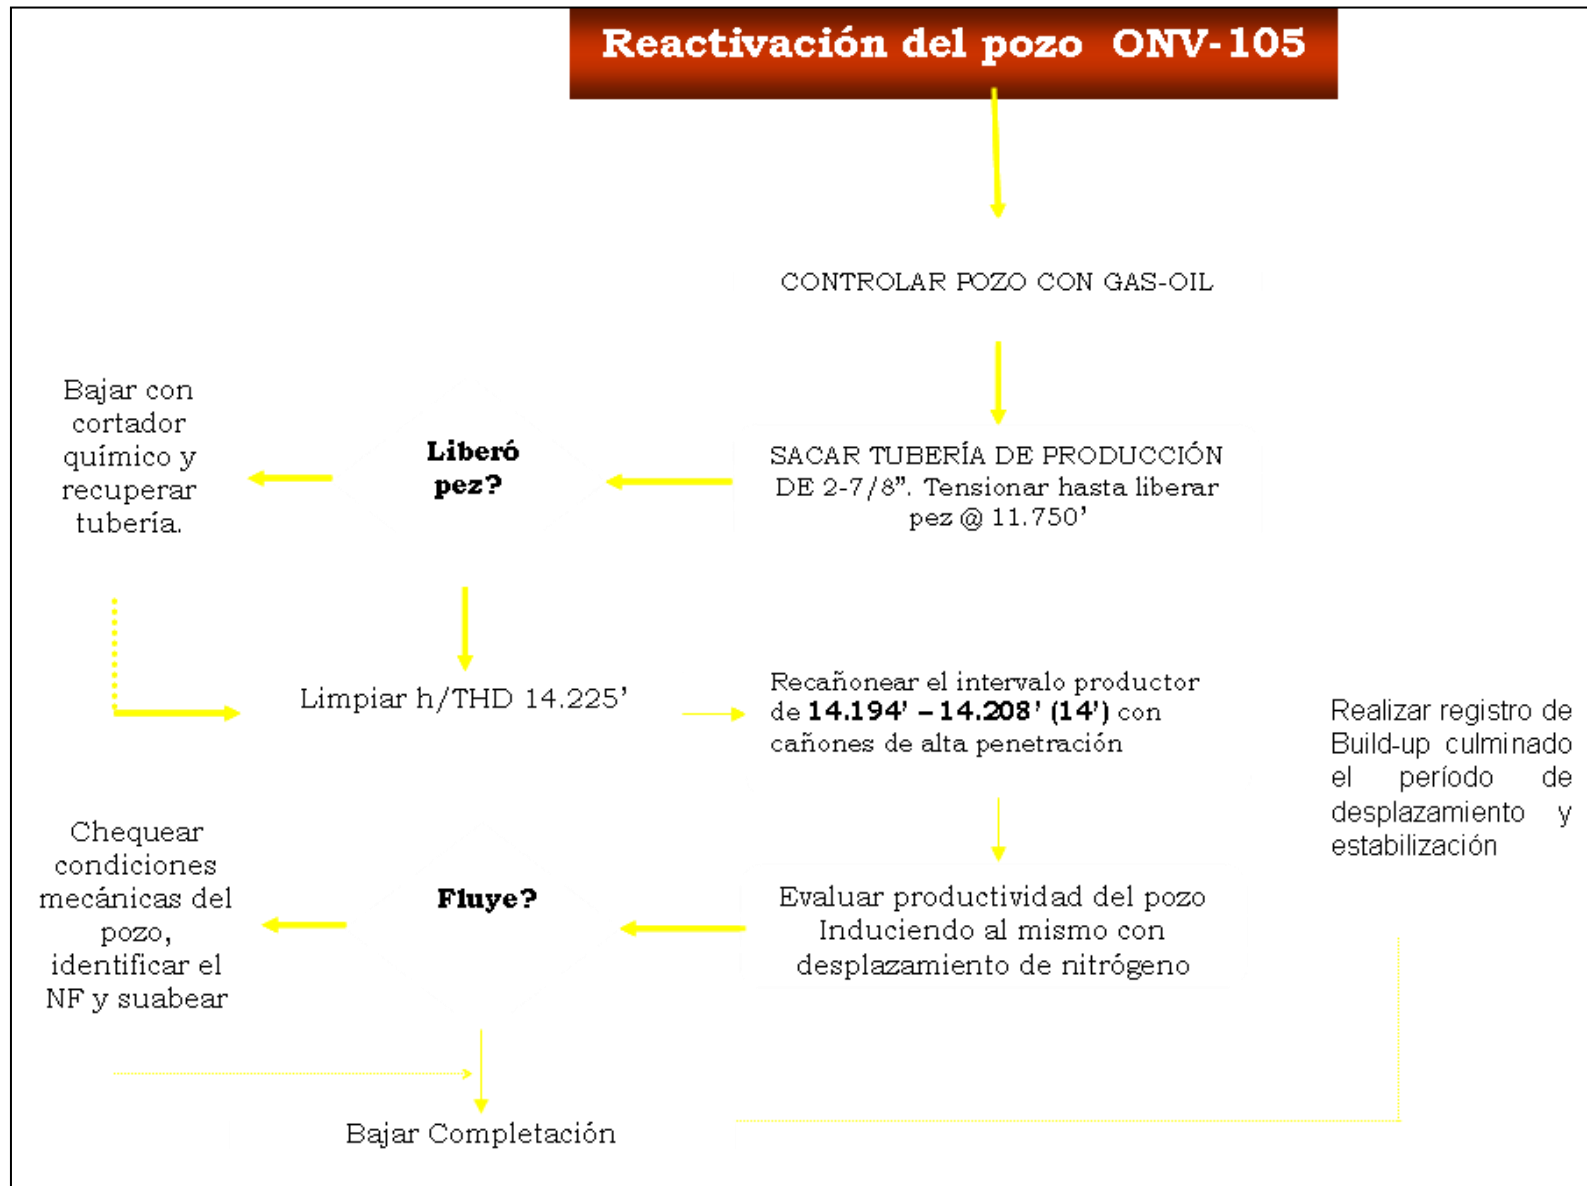 Reactivación del pozo ONV-105
CONTROLAR POZO CON GAS-OIL
SACAR TUBERÍA DE PRODUCCIÓN
DE 2-7/8”. Tensionar hasta liberar
pez @ 11.750’
Liberó
pez?
Bajar con
cortador
químico y
recuperar
tubería.
Limpiar h/THD 14.225’
Recañonear el intervalo productor
de 14.194’ – 14.208’ (14’) con
cañones de alta penetración
Evaluar productividad del pozo
Induciendo al mismo con
desplazamiento de nitrógeno
Fluye?
Chequear
condiciones
mecánicas del
pozo,
identificar el
NF y suabear
Bajar Completación
Realizar registro de
Build-up culminado
el período de
desplazamiento y
estabilización